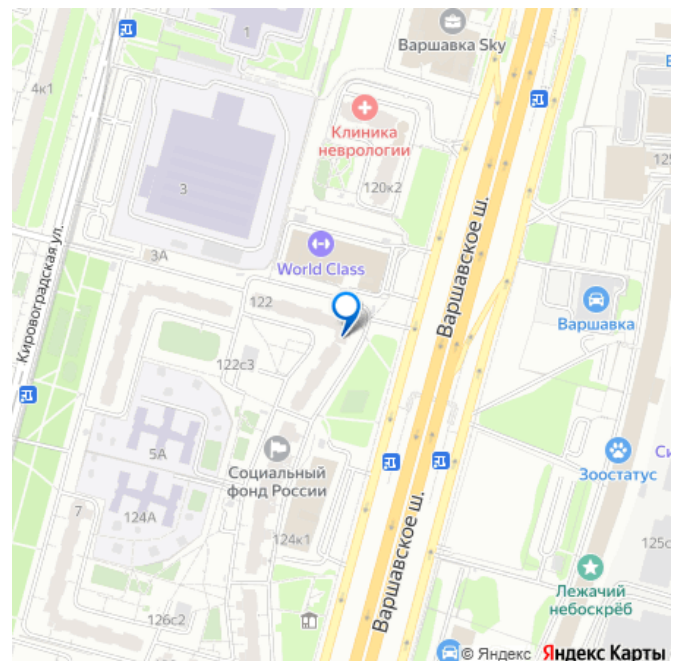 1
Варшавка Sky
4к1
Клиника
неврологии
125
120к2
3
Варшавское ш.
3А
Кировоградская ул.
World Class
122
Варшавка
122с3
5А
Социальный
фонд России
Зоостатус
7
124А
124к1
Варшавское ш.
125с
Лежачий
небоскрёб
126с2
© Яндекс Яндекс Карты